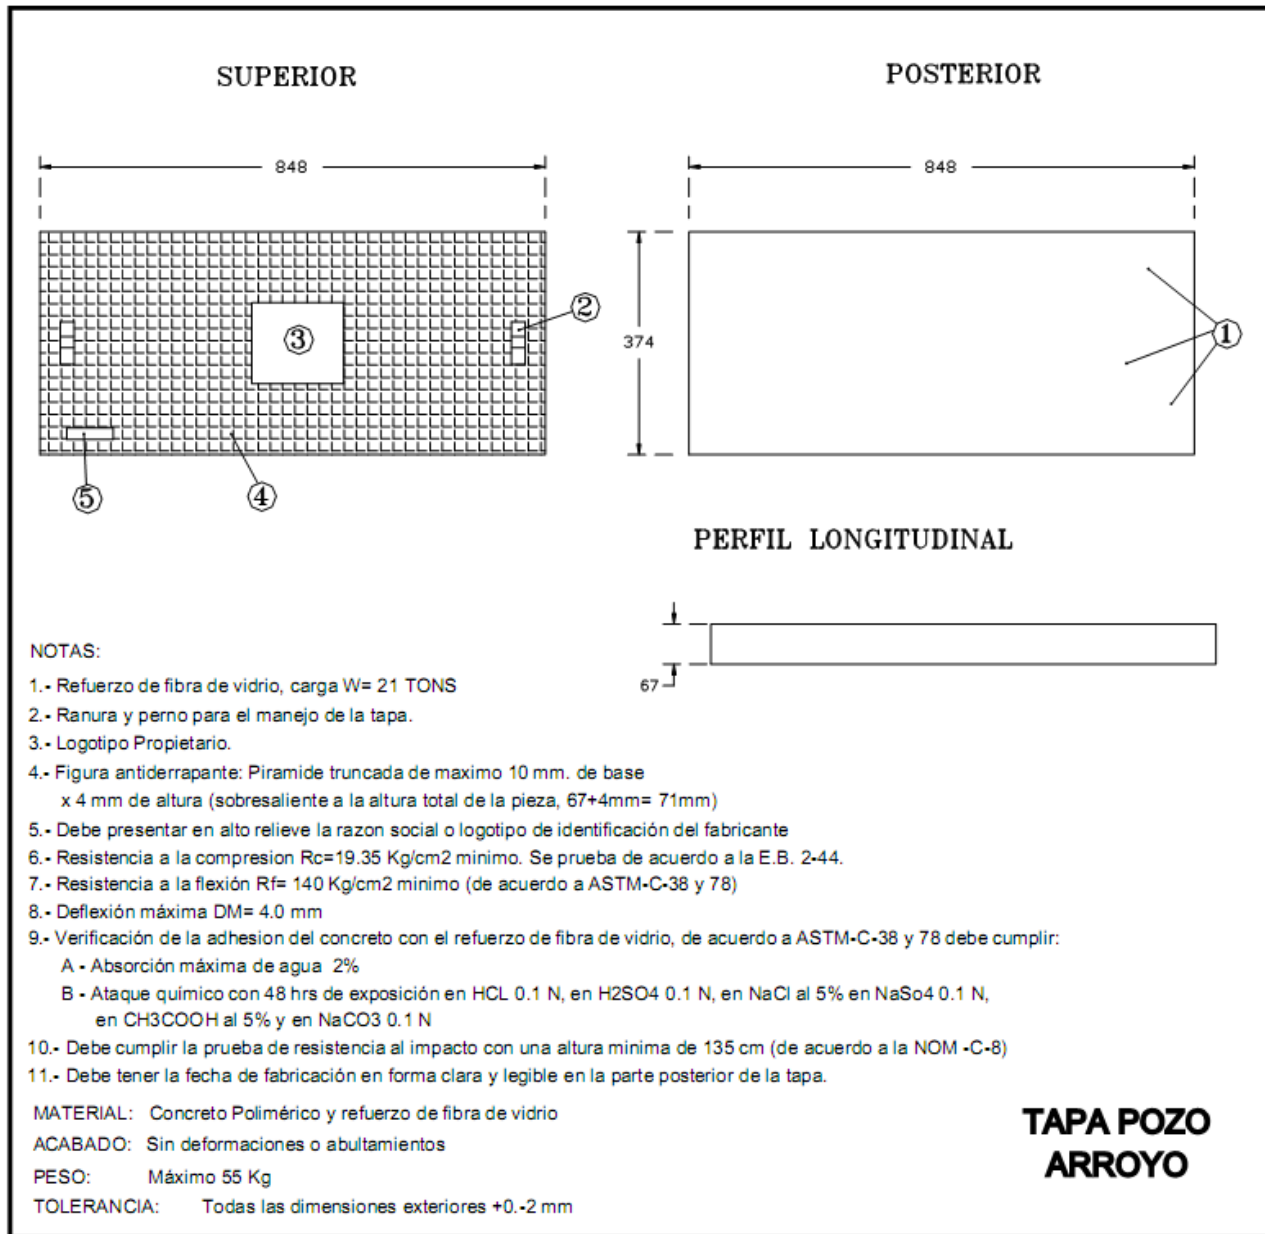 SUPERIOR
POSTERIOR
848
848
2
3
374
1
5
4
PERFIL LONGITUDINAL
67
NOTAS:
1.- Refuerzo de fibra de vidrio, carga W= 21 TONS
2.- Ranura y perno para el manejo de la tapa.
3.- Logotipo Propietario.
4.- Figura antiderrapante: Piramide truncada de maximo 10 mm. de base
x 4 mm de altura (sobresaliente a la altura total de la pieza, 67+4mm= 71mm)
5.- Debe presentar en alto relieve la razon social o logotipo de identificación del fabricante
6.- Resistencia a la compresion Rc=19.35 Kg/cm2 minimo. Se prueba de acuerdo a la E.B. 2-44.
7.- Resistencia a la flexión Rf= 140 Kg/cm2 minimo (de acuerdo a ASTM-C-38 y 78)
8.- Deflexión máxima DM= 4.0 mm
9.- Verificación de la adhesion del concreto con el refuerzo de fibra de vidrio, de acuerdo a ASTM-C-38 y 78 debe cumplir:
A - Absorción máxima de agua 2%
B - Ataque químico con 48 hrs de exposición en HCL 0.1 N, en H2SO4 0.1 N, en NaCl al 5% en NaSo4 0.1 N,
en CH3COOH al 5% y en NaCO3 0.1 N
10.- Debe cumplir la prueba de resistencia al impacto con una altura minima de 135 cm (de acuerdo a la NOM -C-8)
11.- Debe tener la fecha de fabricación en forma clara y legible en la parte posterior de la tapa.
MATERIAL: Concreto Polimérico y refuerzo de fibra de vidrio
ACABADO: Sin deformaciones o abultamientos
PESO: Máximo 55 Kg
TOLERANCIA: Todas las dimensiones exteriores +0.-2 mm
TAPA POZO
ARROYO